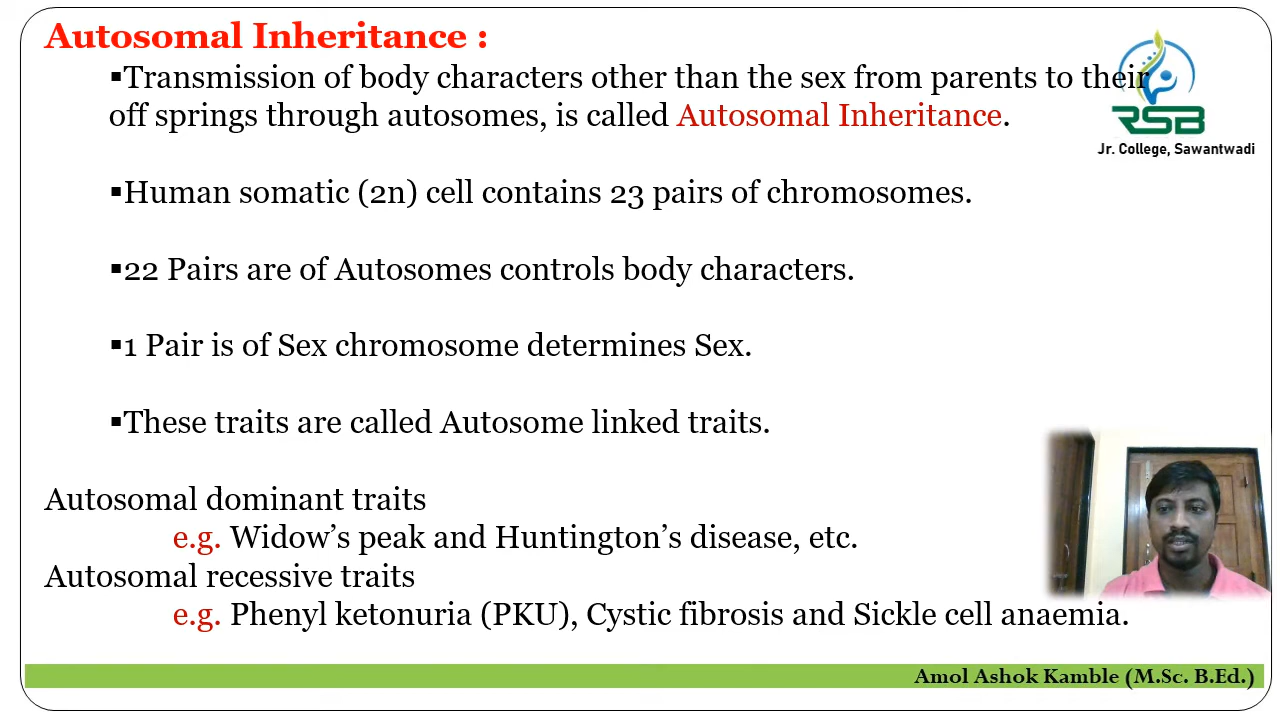 Autosomal Inheritance :
▪Transmission of body characters other than the sex from parents to their
off springs through autosomes, is called Autosomal Inheritance.
RSB
Jr. College, Sawantwadi
▪Human somatic (2n) cell contains 23 pairs of chromosomes.
▪22 Pairs are of Autosomes controls body characters.
▪1 Pair is of Sex chromosome determines Sex.
▪These traits are called Autosome linked traits.
Autosomal dominant traits
e.g. Widow’s peak and Huntington’s disease, etc.
Autosomal recessive traits
e.g. Phenyl ketonuria (PKU), Cystic fibrosis and Sickle cell anaemia.
Amol Ashok Kamble (M.Sc. B.Ed.)